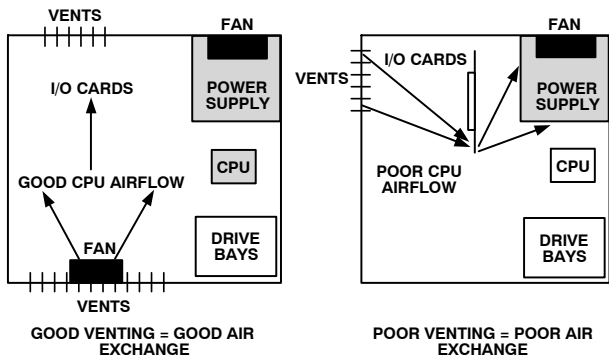 VENTS
FAN
I/O CARDS
POWER
SUPPLY
CPU
GOOD CPU AIRFLOW
FAN
DRIVE
BAYS
VENTS
GOOD VENTING = GOOD AIR
EXCHANGE
FAN
I/O CARDS
VENTS
POWER
SUPPLY
CPU
POOR CPU
AIRFLOW
DRIVE
BAYS
POOR VENTING = POOR AIR
EXCHANGE